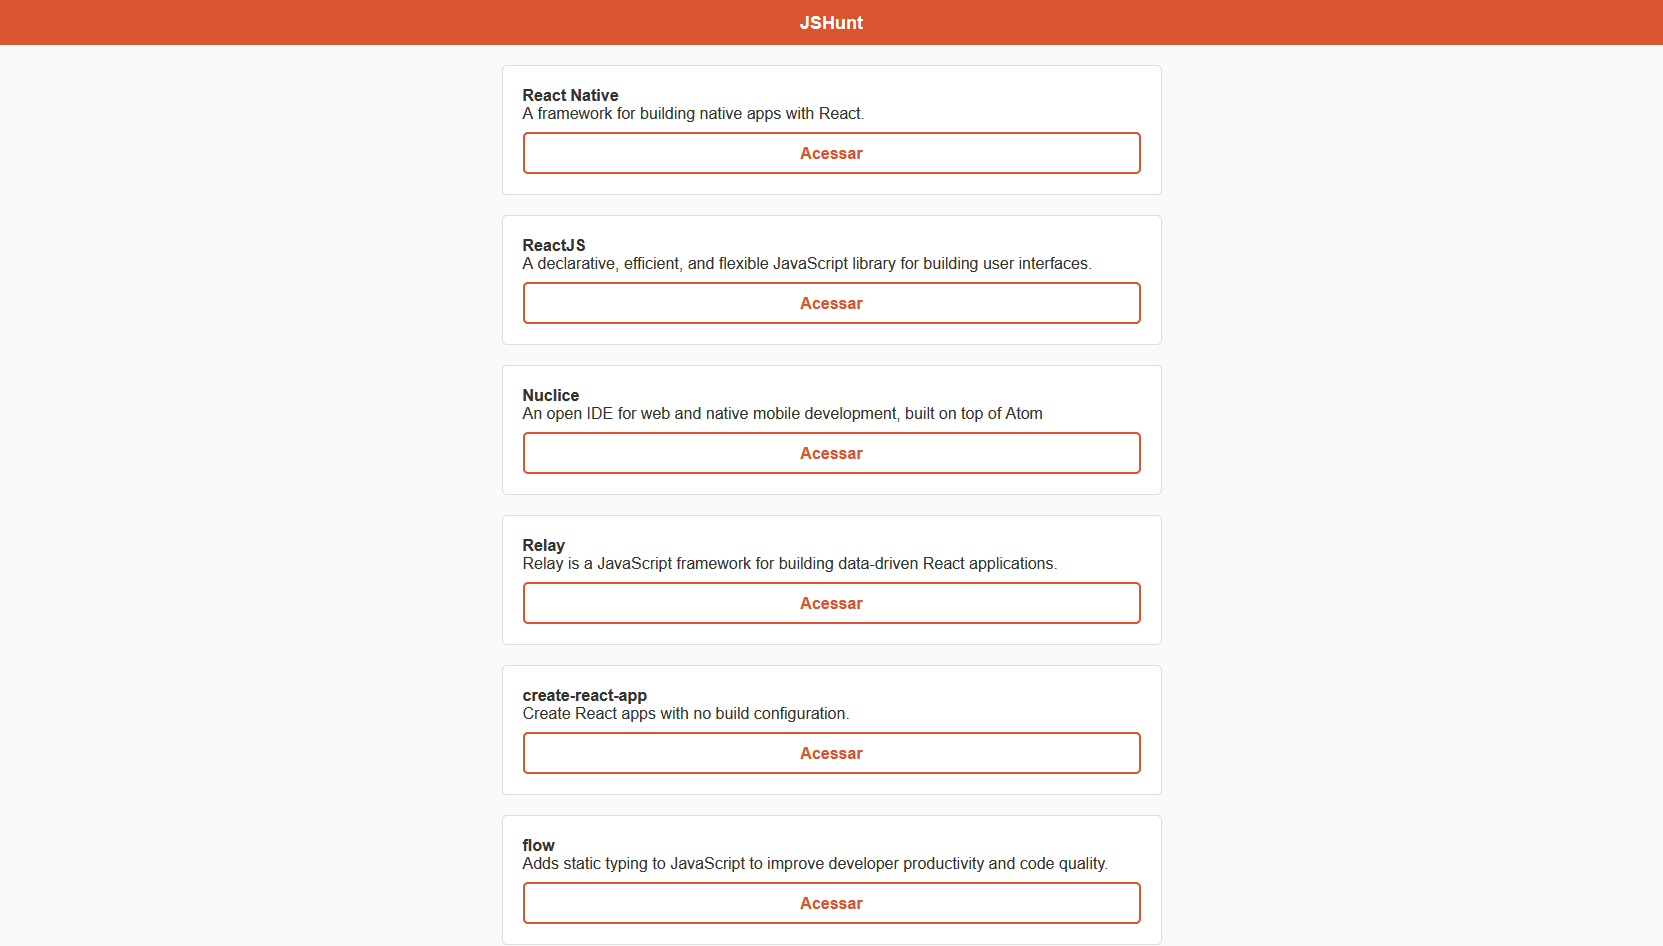 JSHunt
React Native
A framework for building native apps with React.
Acessar
ReactJS
A declarative, efficient, and flexible JavaScript library for building user interfaces.
Acessar
Nuclice
An open IDE for web and native mobile development, built on top of Atom
Acessar
Relay
Relay is a JavaScript framework for building data-driven React applications.
Acessar
create-react-app
Create React apps with no build configuration.
Acessar
flow
Adds static typing to JavaScript to improve developer productivity and code quality.
Acessar